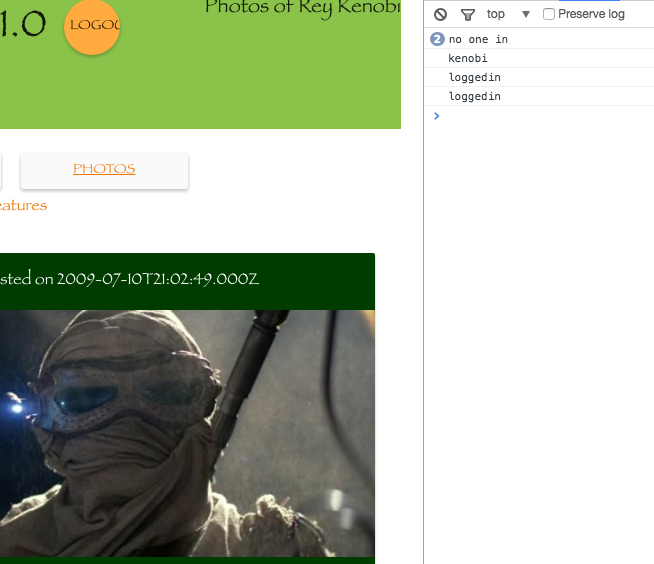 1.0
LOGOU
Photos of Rey Kenobi
PHOTOS
eatures
sted on 2009-07-10T21:02:49.000Z
top ▼ Preserve log
2 no one in
kenobi
loggedin
loggedin
>